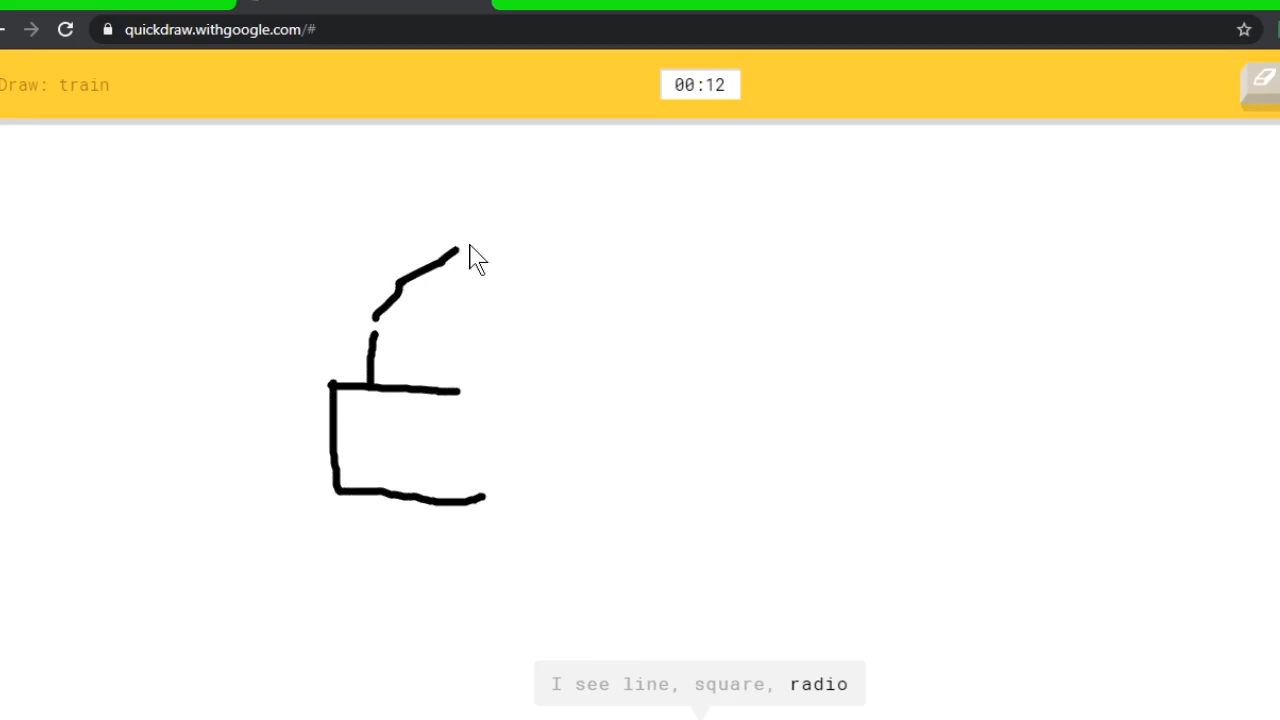 quickdraw.withgoogle.com/#
Draw: train
00:12
I see line, square, radio